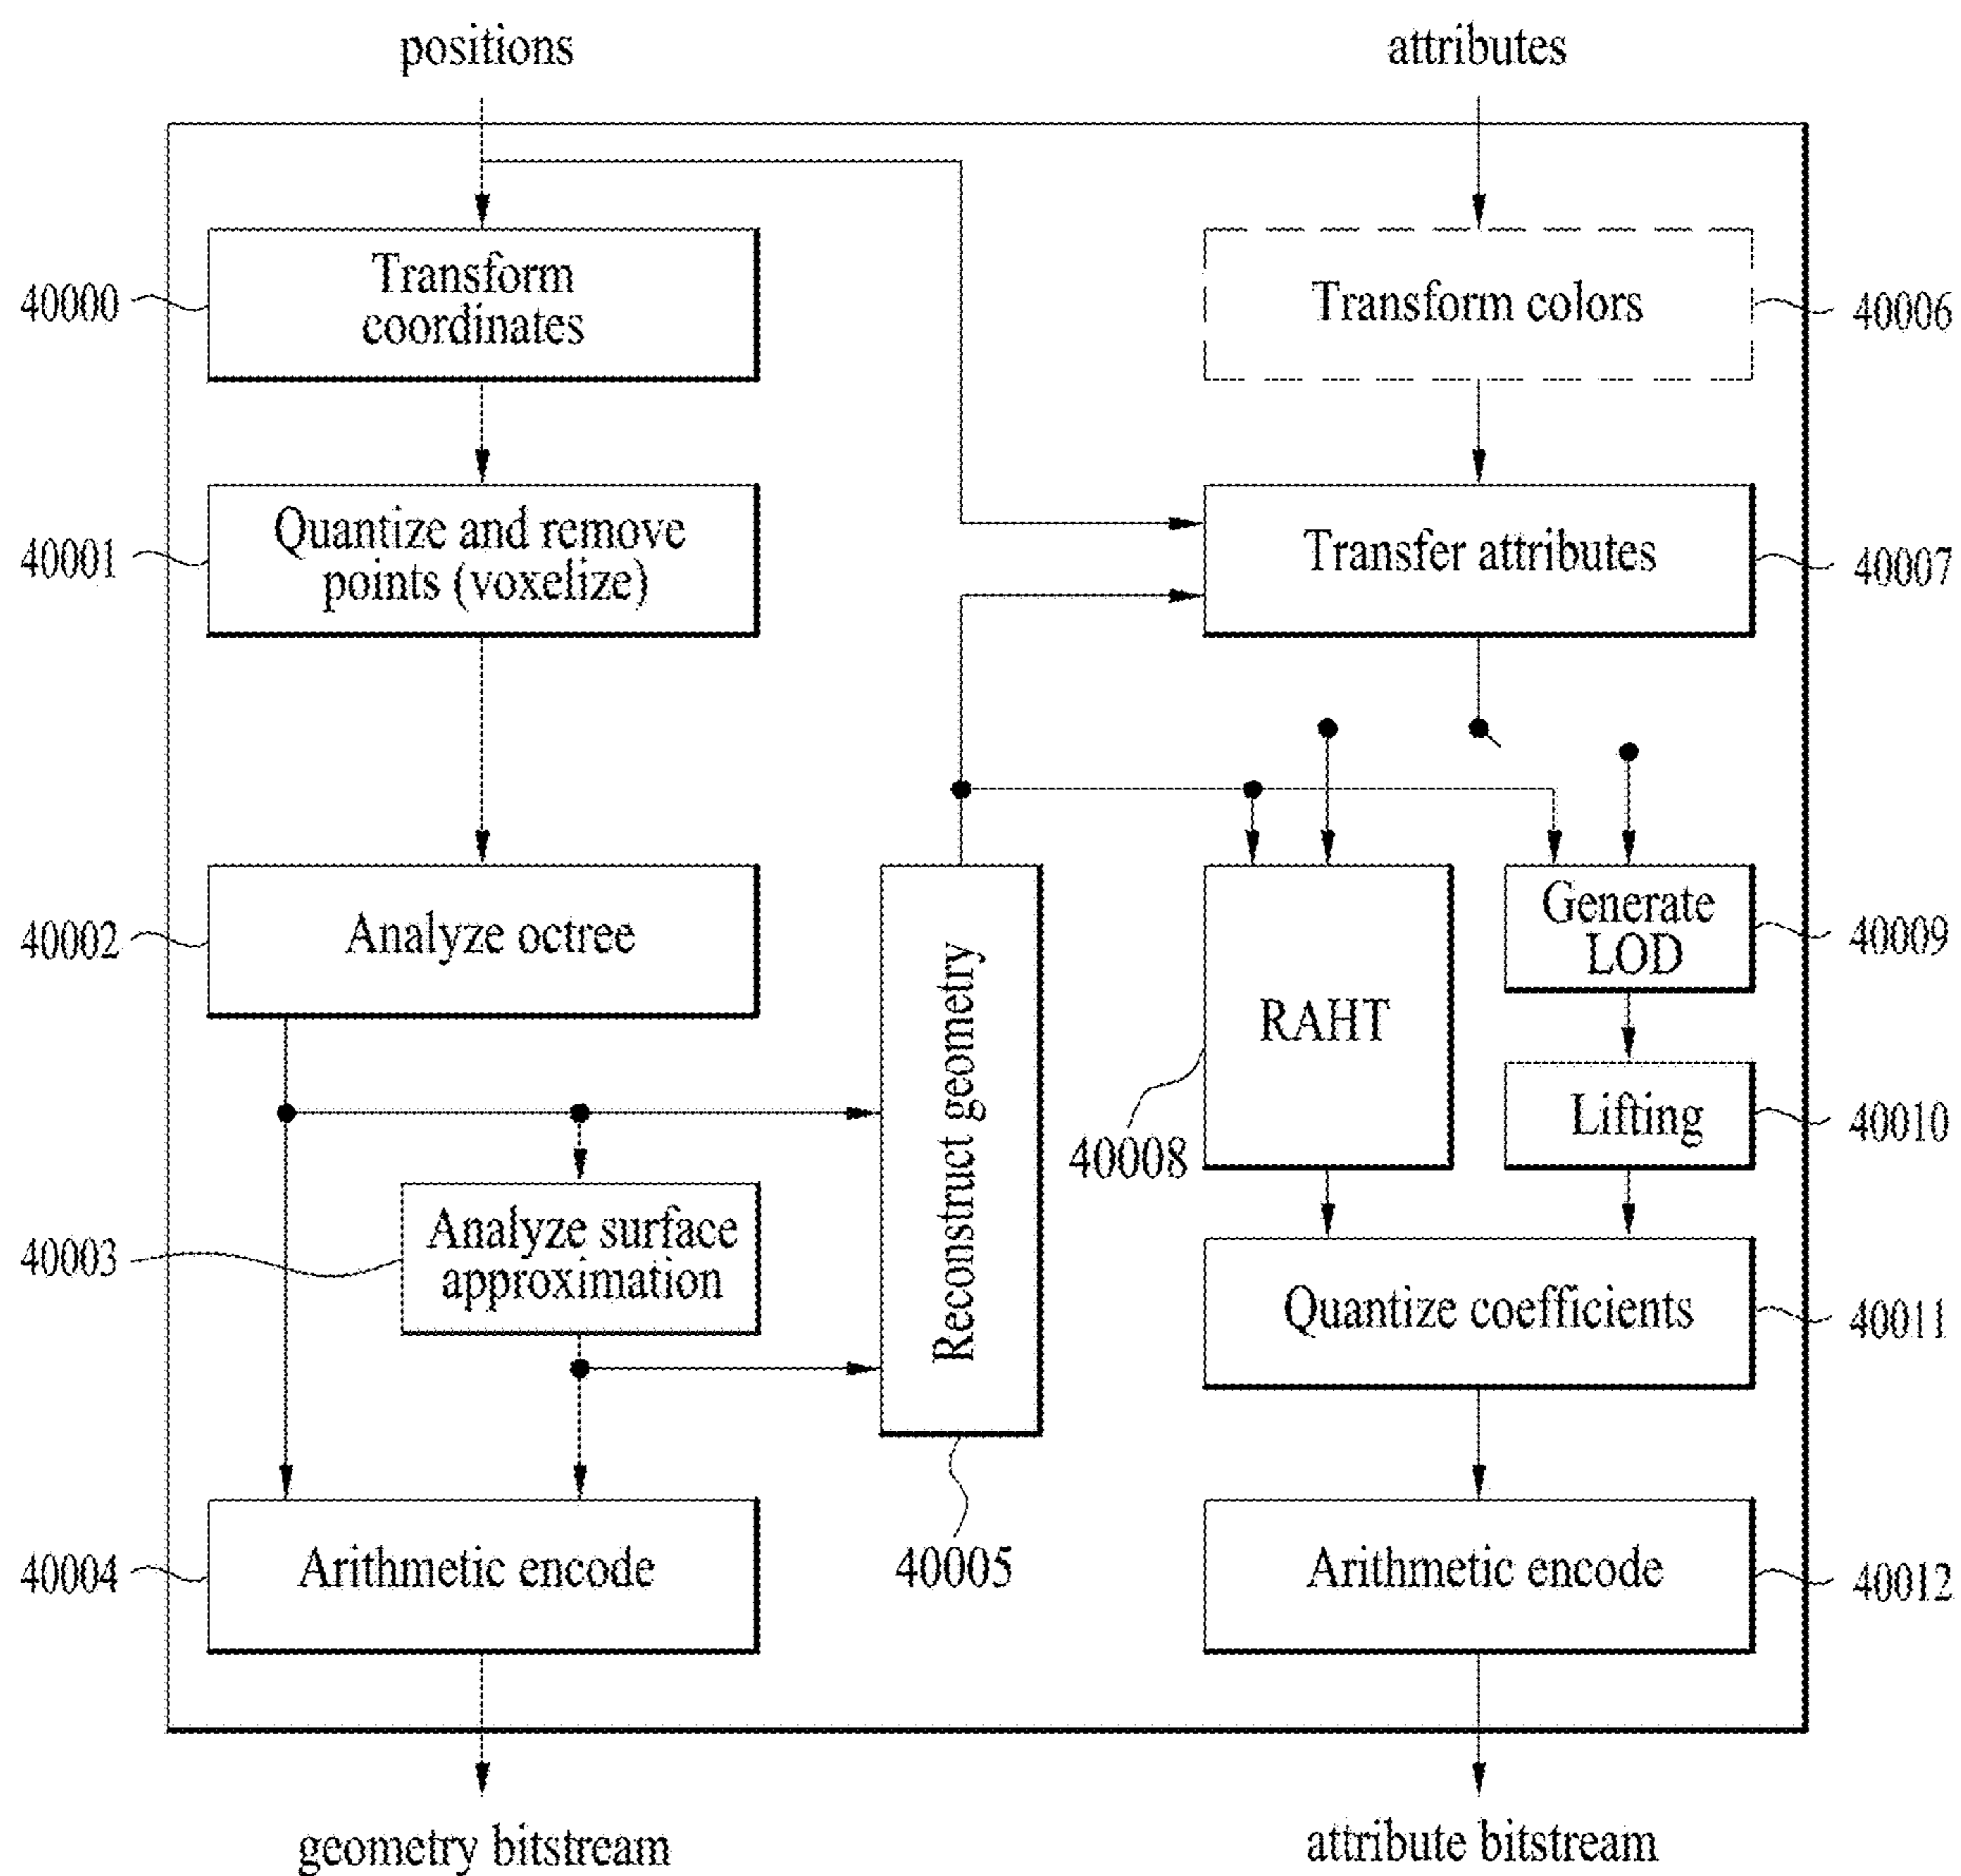 positions
attributes
40000
Transform
coordinates
Transform colors
40006
40001
Quantize and remove
points (voxelize)
Transfer attributes
40007
40002
Analyze octree
Reconstruct geometry
RAHT
40008
Generate
LOD
40009
Lifting
40010
40003
Analyze surface
approximation
Quantize coefficients
40011
40004
Arithmetic encode
40005
Arithmetic encode
40012
geometry bitstream
attribute bitstream